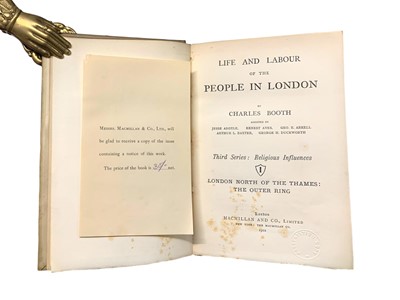 Messrs. Macmillan & Co., Ltd., will
be glad to receive a copy of the issue
containing a notice of this work.
The price of the book is net.
LIFE AND LABOUR
OF THE
PEOPLE IN LONDON
BY
CHARLES BOOTH
ASSISTED BY
JESSE ARGYLE, ERNEST AVES, GEO. E. ARKELL
ARTHUR L. BAXTER, GEORGE H. DUCKWORTH
Third Series: Religious Influences
1
LONDON NORTH OF THE THAMES:
THE OUTER RING
London
MACMILLAN AND CO., LIMITED
NEW YORK: THE MACMILLAN CO.
1902